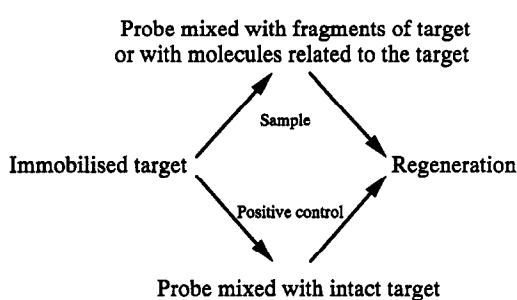 Probe mixed with fragments of target
or with molecules related to the target
Sample
Immobilised target
Regeneration
Positive control
Probe mixed with intact target